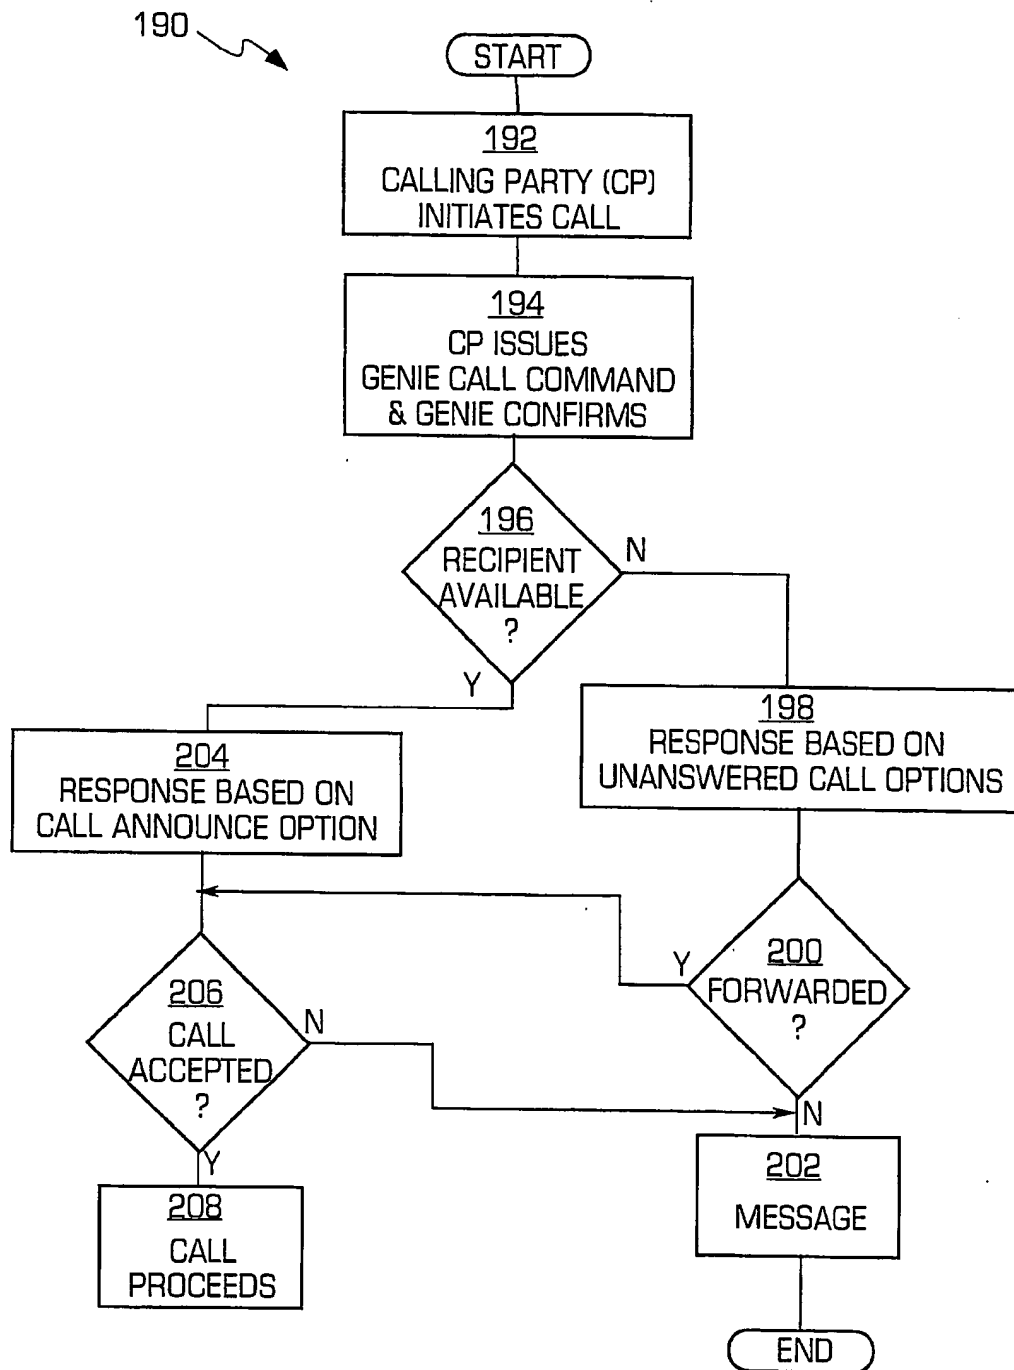 190
START
192
CALLING PARTY (CP)
INITIATES CALL
194
CP ISSUES
GENIE CALL COMMAND
& GENIE CONFIRMS
196
RECIPIENT
AVAILABLE
?
N
Y
198
RESPONSE BASED ON
UNANSWERED CALL OPTIONS
204
RESPONSE BASED ON
CALL ANNOUNCE OPTION
200
FORWARDED
?
Y
N
206
CALL
ACCEPTED
?
N
Y
202
MESSAGE
208
CALL
PROCEEDS
END